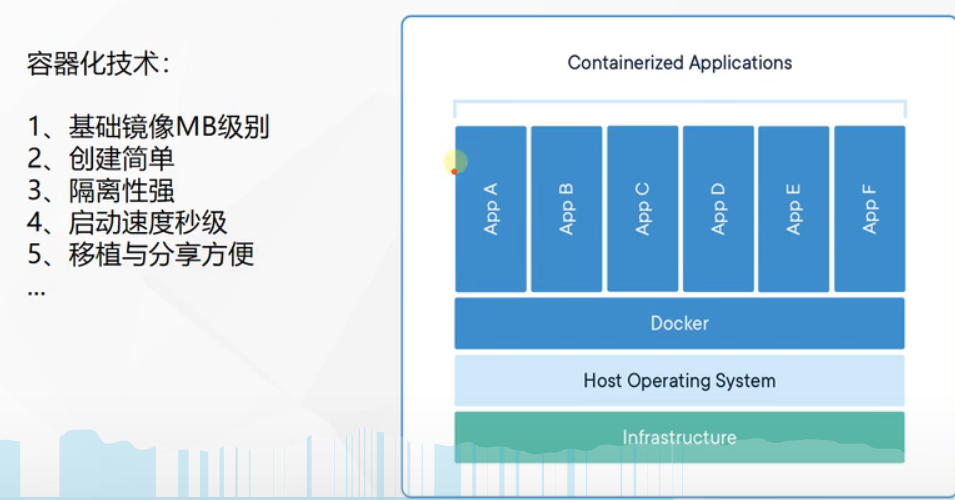 容器化技术：
1、基础镜像MB级别
2、创建简单
3、隔离性强
4、启动速度秒级
5、移植与分享方便
...
Containerized Applications
App A
App B
App C
App D
App E
App F
Docker
Host Operating System
Infrastructure